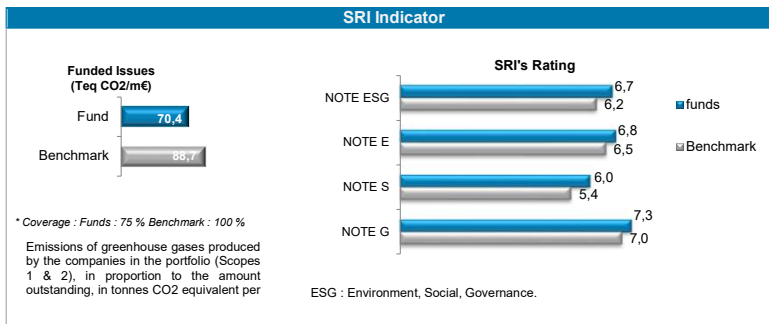 SRI Indicator
Funded Issues
(Teq CO2/m€)
Fund
70,4
Benchmark
88,7
* Coverage : Funds : 75 % Benchmark : 100 %
Emissions of greenhouse gases produced
by the companies in the portfolio (Scopes
1 & 2), in proportion to the amount
outstanding, in tonnes CO2 equivalent per
SRI's Rating
NOTE ESG
6,7
6,2
NOTE E
6,8
6,5
NOTE S
6,0
5,4
NOTE G
7,3
7,0
funds
Benchmark
ESG : Environment, Social, Governance.